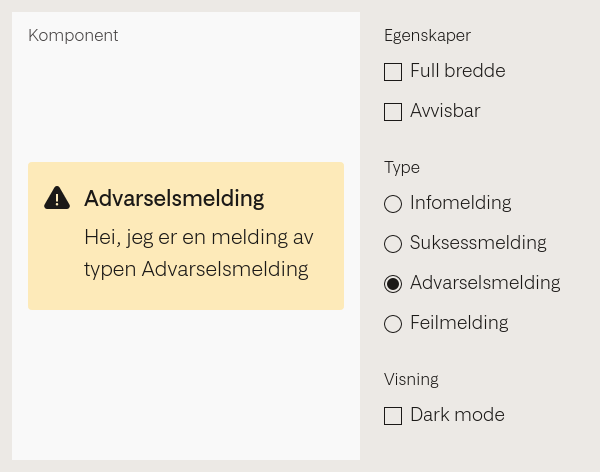 Komponent
Advarselsmelding
Hei, jeg er en melding av
typen Advarselsmelding
Egenskaper
Full bredde
Avvisbar
Type
Infomelding
Suksessmelding
Advarselsmelding
Feilmelding
Visning
Dark mode